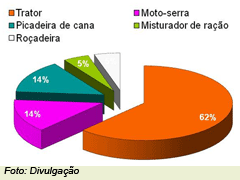 Trator Moto-serra
Picadeira de cana Misturador de ração
Roçadeira
5%
14%
14%
62%
Foto: Divulgação